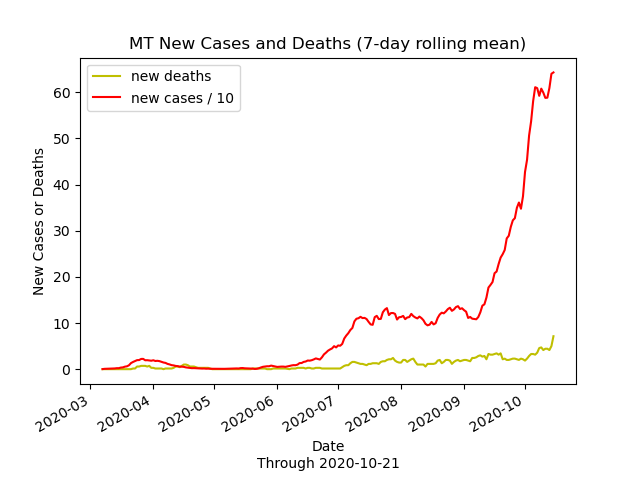 MT New Cases and Deaths (7-day rolling mean)
new deaths
new cases / 10
60
50
40
30
20
10
0
New Cases or Deaths
2020-03
2020-04
2020-05
2020-06
2020-07
2020-08
2020-09
2020-10
Date
Through 2020-10-21